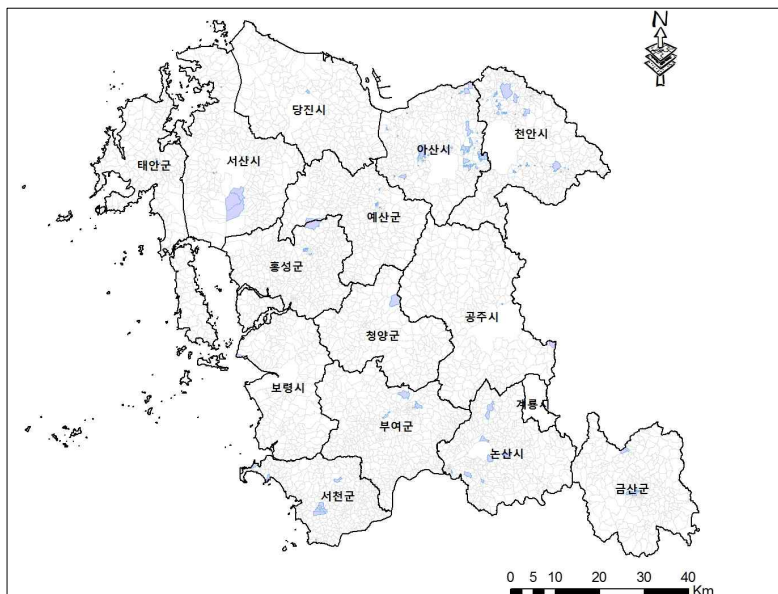 N
당진시
아산시
천안시
태안군
서산시
예산군
홍성군
공주시
청양군
보령시
계룡시
부여군
논산시
서천군
금산군
0 5 10 20 30 40
Km